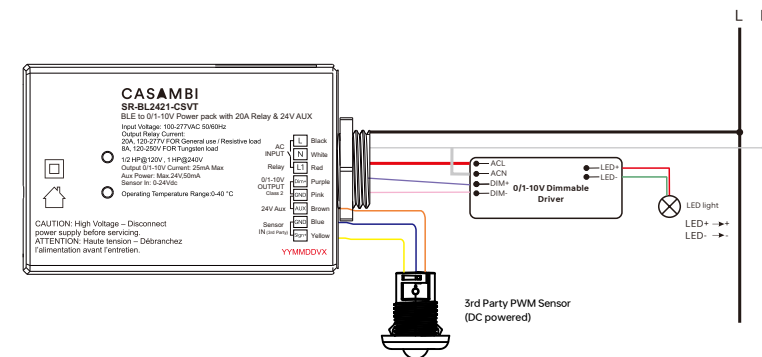 L
CASAMBI
SR-BL2421-CSVT
BLE to 0/1-10V Power pack with 20A Relay & 24V AUX
Input Voltage: 100-277VAC 50/60Hz
Output Relay Current:
20A, 120-277V FOR General use / Resistive load
8A, 120-250V FOR Tungsten load
1/2 HP@120V , 1 HP@240V
Output 0/1-10V Current: 25mA Max
Aux Power: Max 24V,50mA
Sensor In: 0-24Vdc
Operating Temperature Range:0-40 °C
CAUTION: High Voltage – Disconnect
power supply before servicing.
ATTENTION: Haute tension – Débranchez
l'alimentation avant l'entretien.
AC
INPUT
L Black
N White
Relay L1 Red
0/1-10V
OUTPUT
Class 2
Dim+ Purple
GND Pink
24V Aux AUX Brown
Sensor
IN (3rd Party)
GND Blue
Sign+ Yellow
YYMMDDVX
ACL
ACN
DIM+
DIM-
0/1-10V Dimmable
Driver
LED+
LED-
LED light
LED+ → +
LED- → -
3rd Party PWM Sensor
(DC powered)